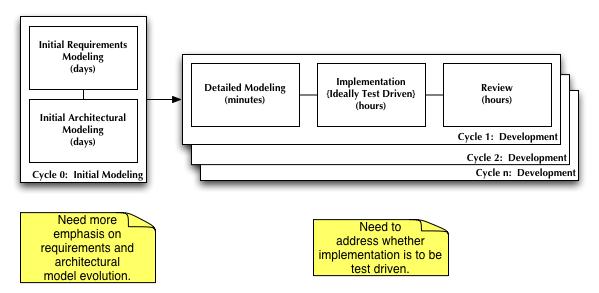 Initial Requirements
Modeling
(days)
Initial Architectural
Modeling
(days)
Cycle 0: Initial Modeling
Detailed Modeling
(minutes)
Implementation
{Ideally Test Driven}
(hours)
Review
(hours)
Cycle 1: Development
Cycle 2: Development
Cycle n: Development
Need more
emphasis on
requirements and
architectural
model evolution.
Need to
address whether
implementation is to be
test driven.